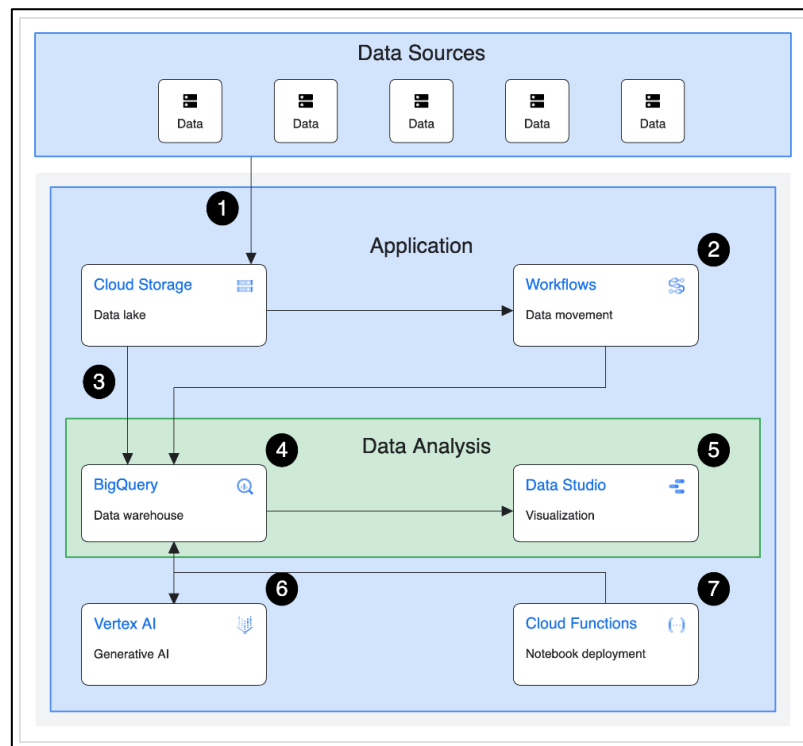 Data Sources
Data
Data
Data
Data
Data
1
Application
2
Cloud Storage
Data lake
Workflows
Data movement
3
Data Analysis
4
5
BigQuery
Data warehouse
Data Studio
Visualization
6
7
Vertex AI
Generative AI
Cloud Functions
Notebook deployment